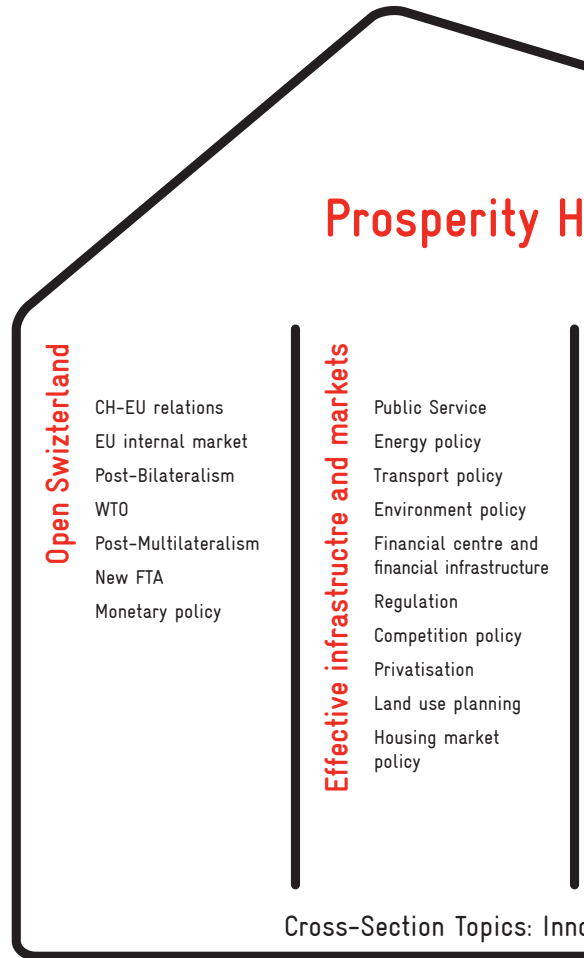 Prosperity H
Open Swizterland
CH-EU relations
EU internal market
Post-Bilateralism
WTO
Post-Multilateralism
New FTA
Monetary policy
Effective infrastructre and markets
Public Service
Energy policy
Transport policy
Environment policy
Financial centre and
financial infrastructure
Regulation
Competition policy
Privatisation
Land use planning
Housing market
policy
Cross-Section Topics: Inno